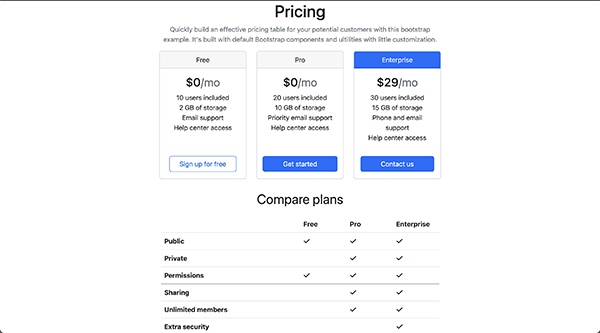 Pricing
Quickly build an effective pricing table for your potential customers with this bootstrap
example. It's built with default Bootstrap components and utilities with little customization.
Free
Pro
Enterprise
$0/mo
$0/mo
$29/mo
10 users included
2 GB of storage
Email support
Help center access
20 users included
10 GB of storage
Priority email support
Help center access
30 users included
15 GB of storage
Phone and email
support
Help center access
Sign up for free
Get started
Contact us
Compare plans
Free Pro Enterprise
Public
Private
Permissions
Sharing
Unlimited members
Extra security